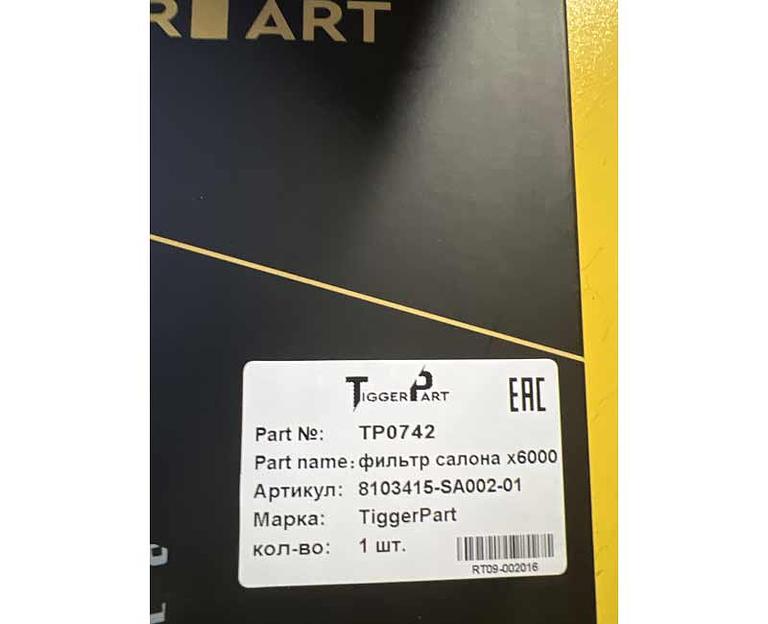 R ART
TIGGERPART
EAC
Part №: TP0742
Part name: фильтр салона x6000
Артикул: 8103415-SA002-01
Марка: TiggerPart
кол-во: 1 шт.
RT09-002016